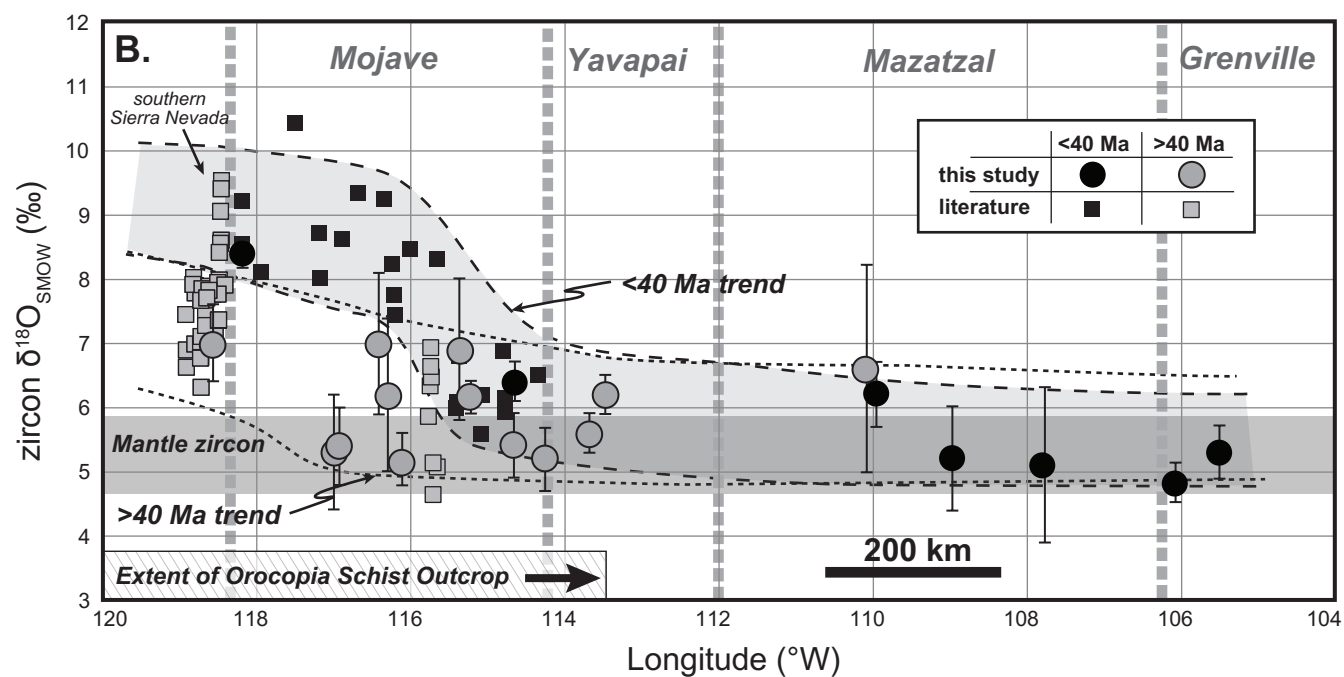 B.
Mojave
Yavapai
Mazatzal
Grenville
southern
Sierra Nevada
<40 Ma >40 Ma
this study
literature
<40 Ma trend
Mantle zircon
>40 Ma trend
200 km
Extent of Orocopia Schist Outcrop
12
11
10
9
8
7
6
5
4
3
zircon δ¹⁸O_SMOW (‰)
120 118 116 114 112 110 108 106 104
Longitude (°W)